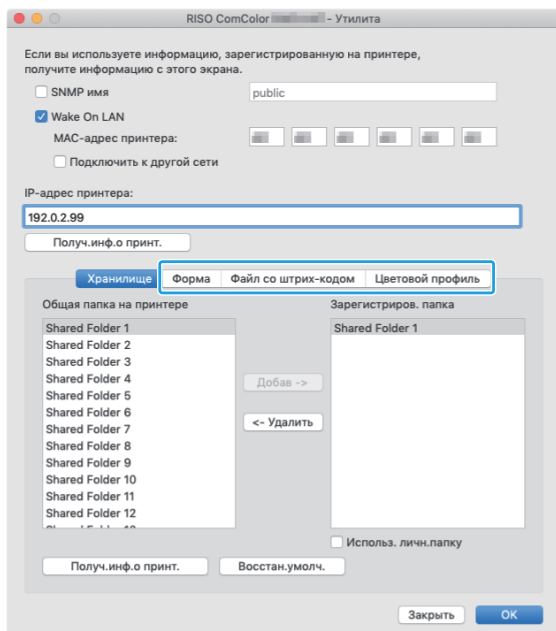 RISO ComColor - Утилита
Если вы используете информацию, зарегистрированную на принтере,
получите информацию с этого экрана.
SNMP имя
public
Wake On LAN
MAC-адрес принтера:
Подключить к другой сети
IP-адрес принтера:
192.0.2.99
Получ.инф.о принт.
Хранилище Форма Файл со штрих-кодом Цветовой профиль
Общая папка на принтере
Shared Folder 1
Shared Folder 2
Shared Folder 3
Shared Folder 4
Shared Folder 5
Shared Folder 6
Shared Folder 7
Shared Folder 8
Shared Folder 9
Shared Folder 10
Shared Folder 11
Shared Folder 12
Добав ->
<- Удалить
Зарегистриров. папка
Shared Folder 1
Использ. личн.папку
Получ.инф.о принт. Восстан.умолч.
Закрыть OK